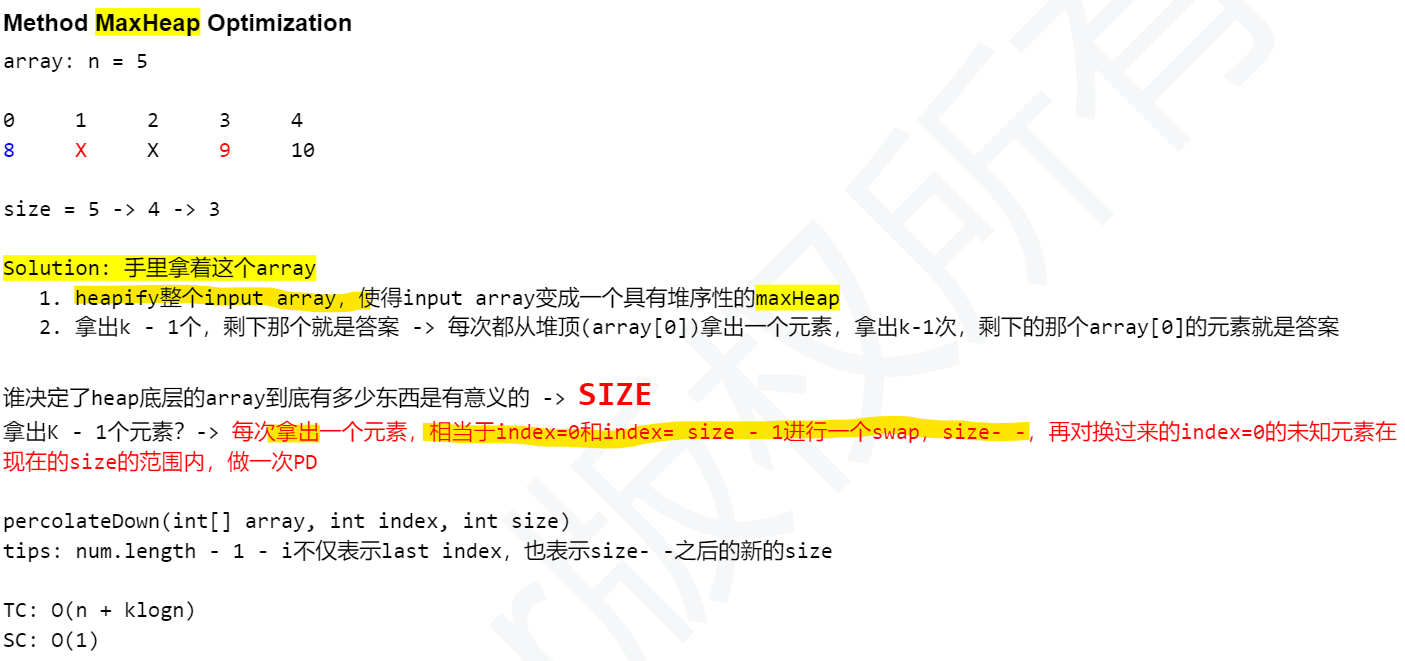 Method MaxHeap Optimization
array: n = 5
0 1 2 3 4
8 X X 9 10
size = 5 -> 4 -> 3
Solution: 手里拿着这个array
1. heapify整个input array，使得input array变成一个具有堆序性的maxHeap
2. 拿出k - 1个，剩下那个就是答案 -> 每次都从堆顶(array[0])拿出一个元素，拿出k-1次，剩下的那个array[0]的元素就是答案
谁决定了heap底层的array到底有多少东西是有意义的 -> SIZE
拿出K - 1个元素？-> 每次拿出一个元素，相当于index=0和index= size - 1进行一个swap，size- -，再对换过来的index=0的未知元素在
现在的size的范围内，做一次PD
percolateDown(int[] array, int index, int size)
tips: num.length - 1 - i不仅表示last index，也表示size- -之后的新的size
TC: O(n + klogn)
SC: O(1)
r版权所有